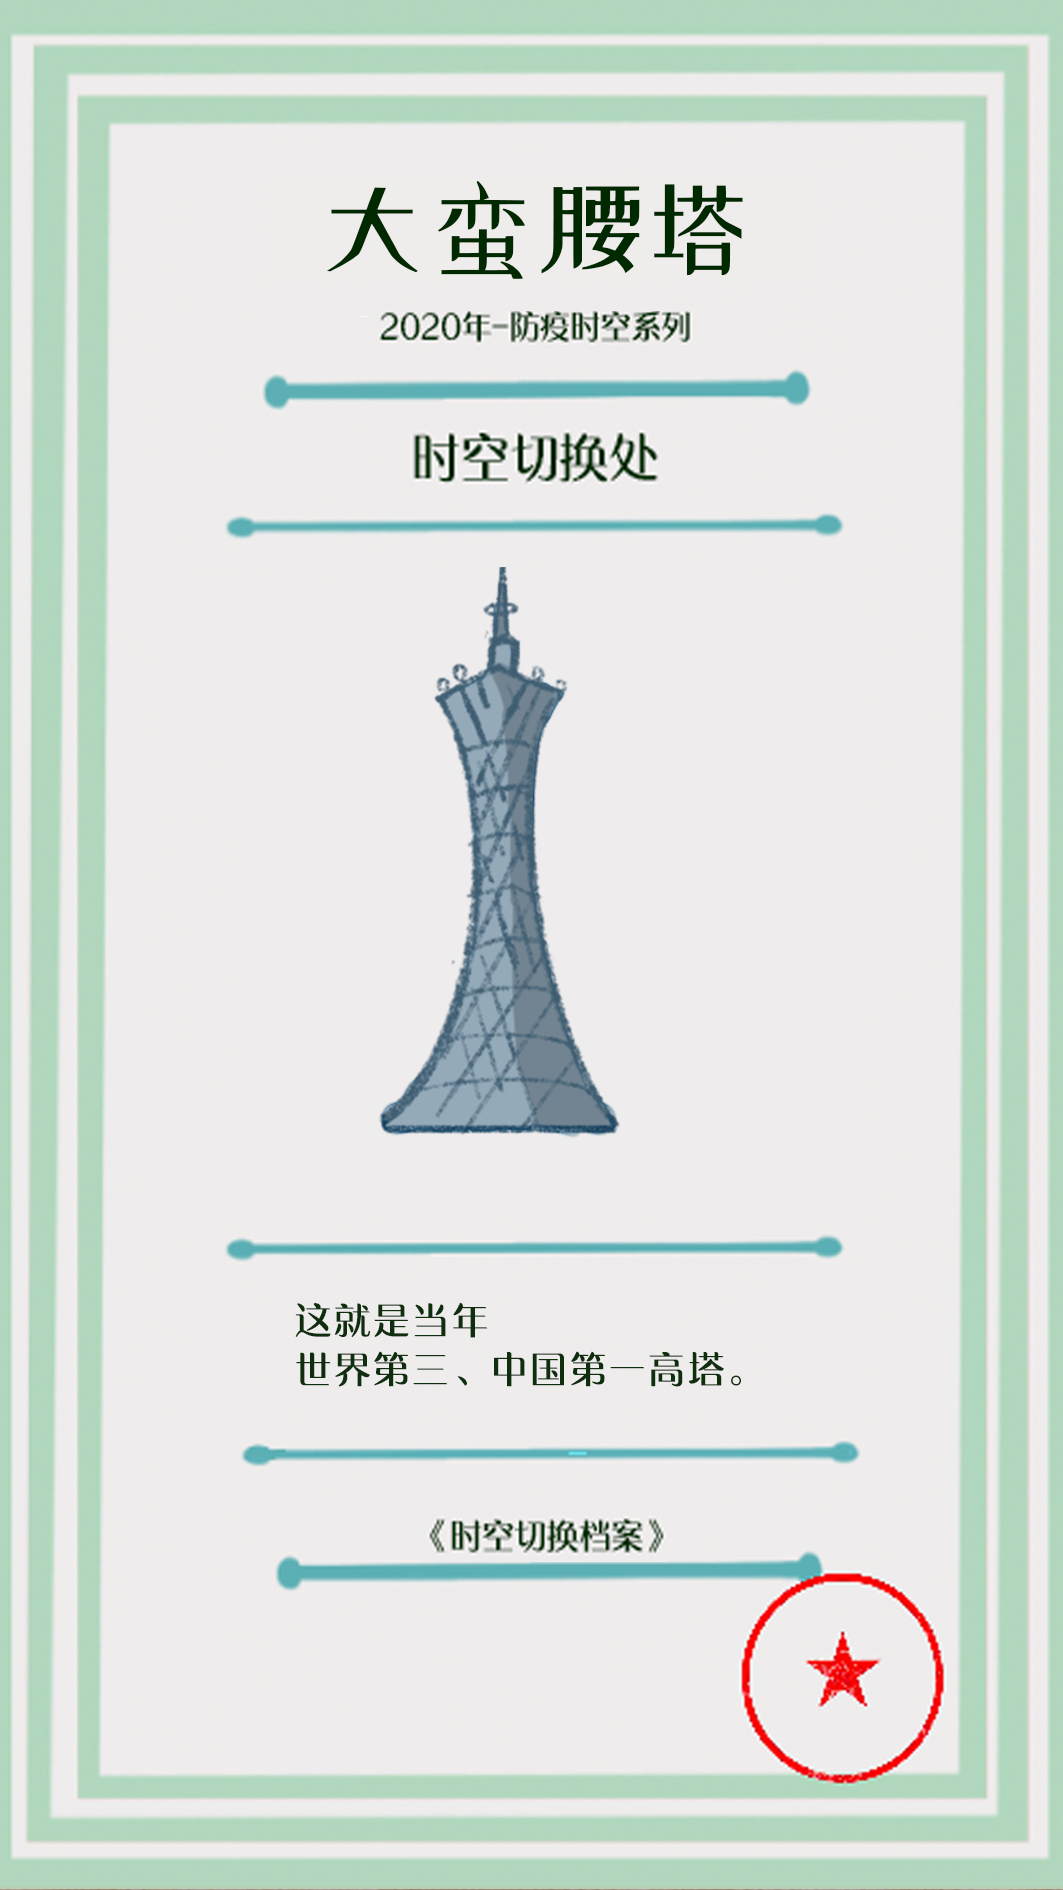 大蛮腰塔
2020年-防疫时空系列
时空切换处
这就是当年
世界第三、中国第一高塔。
《时空切换档案》